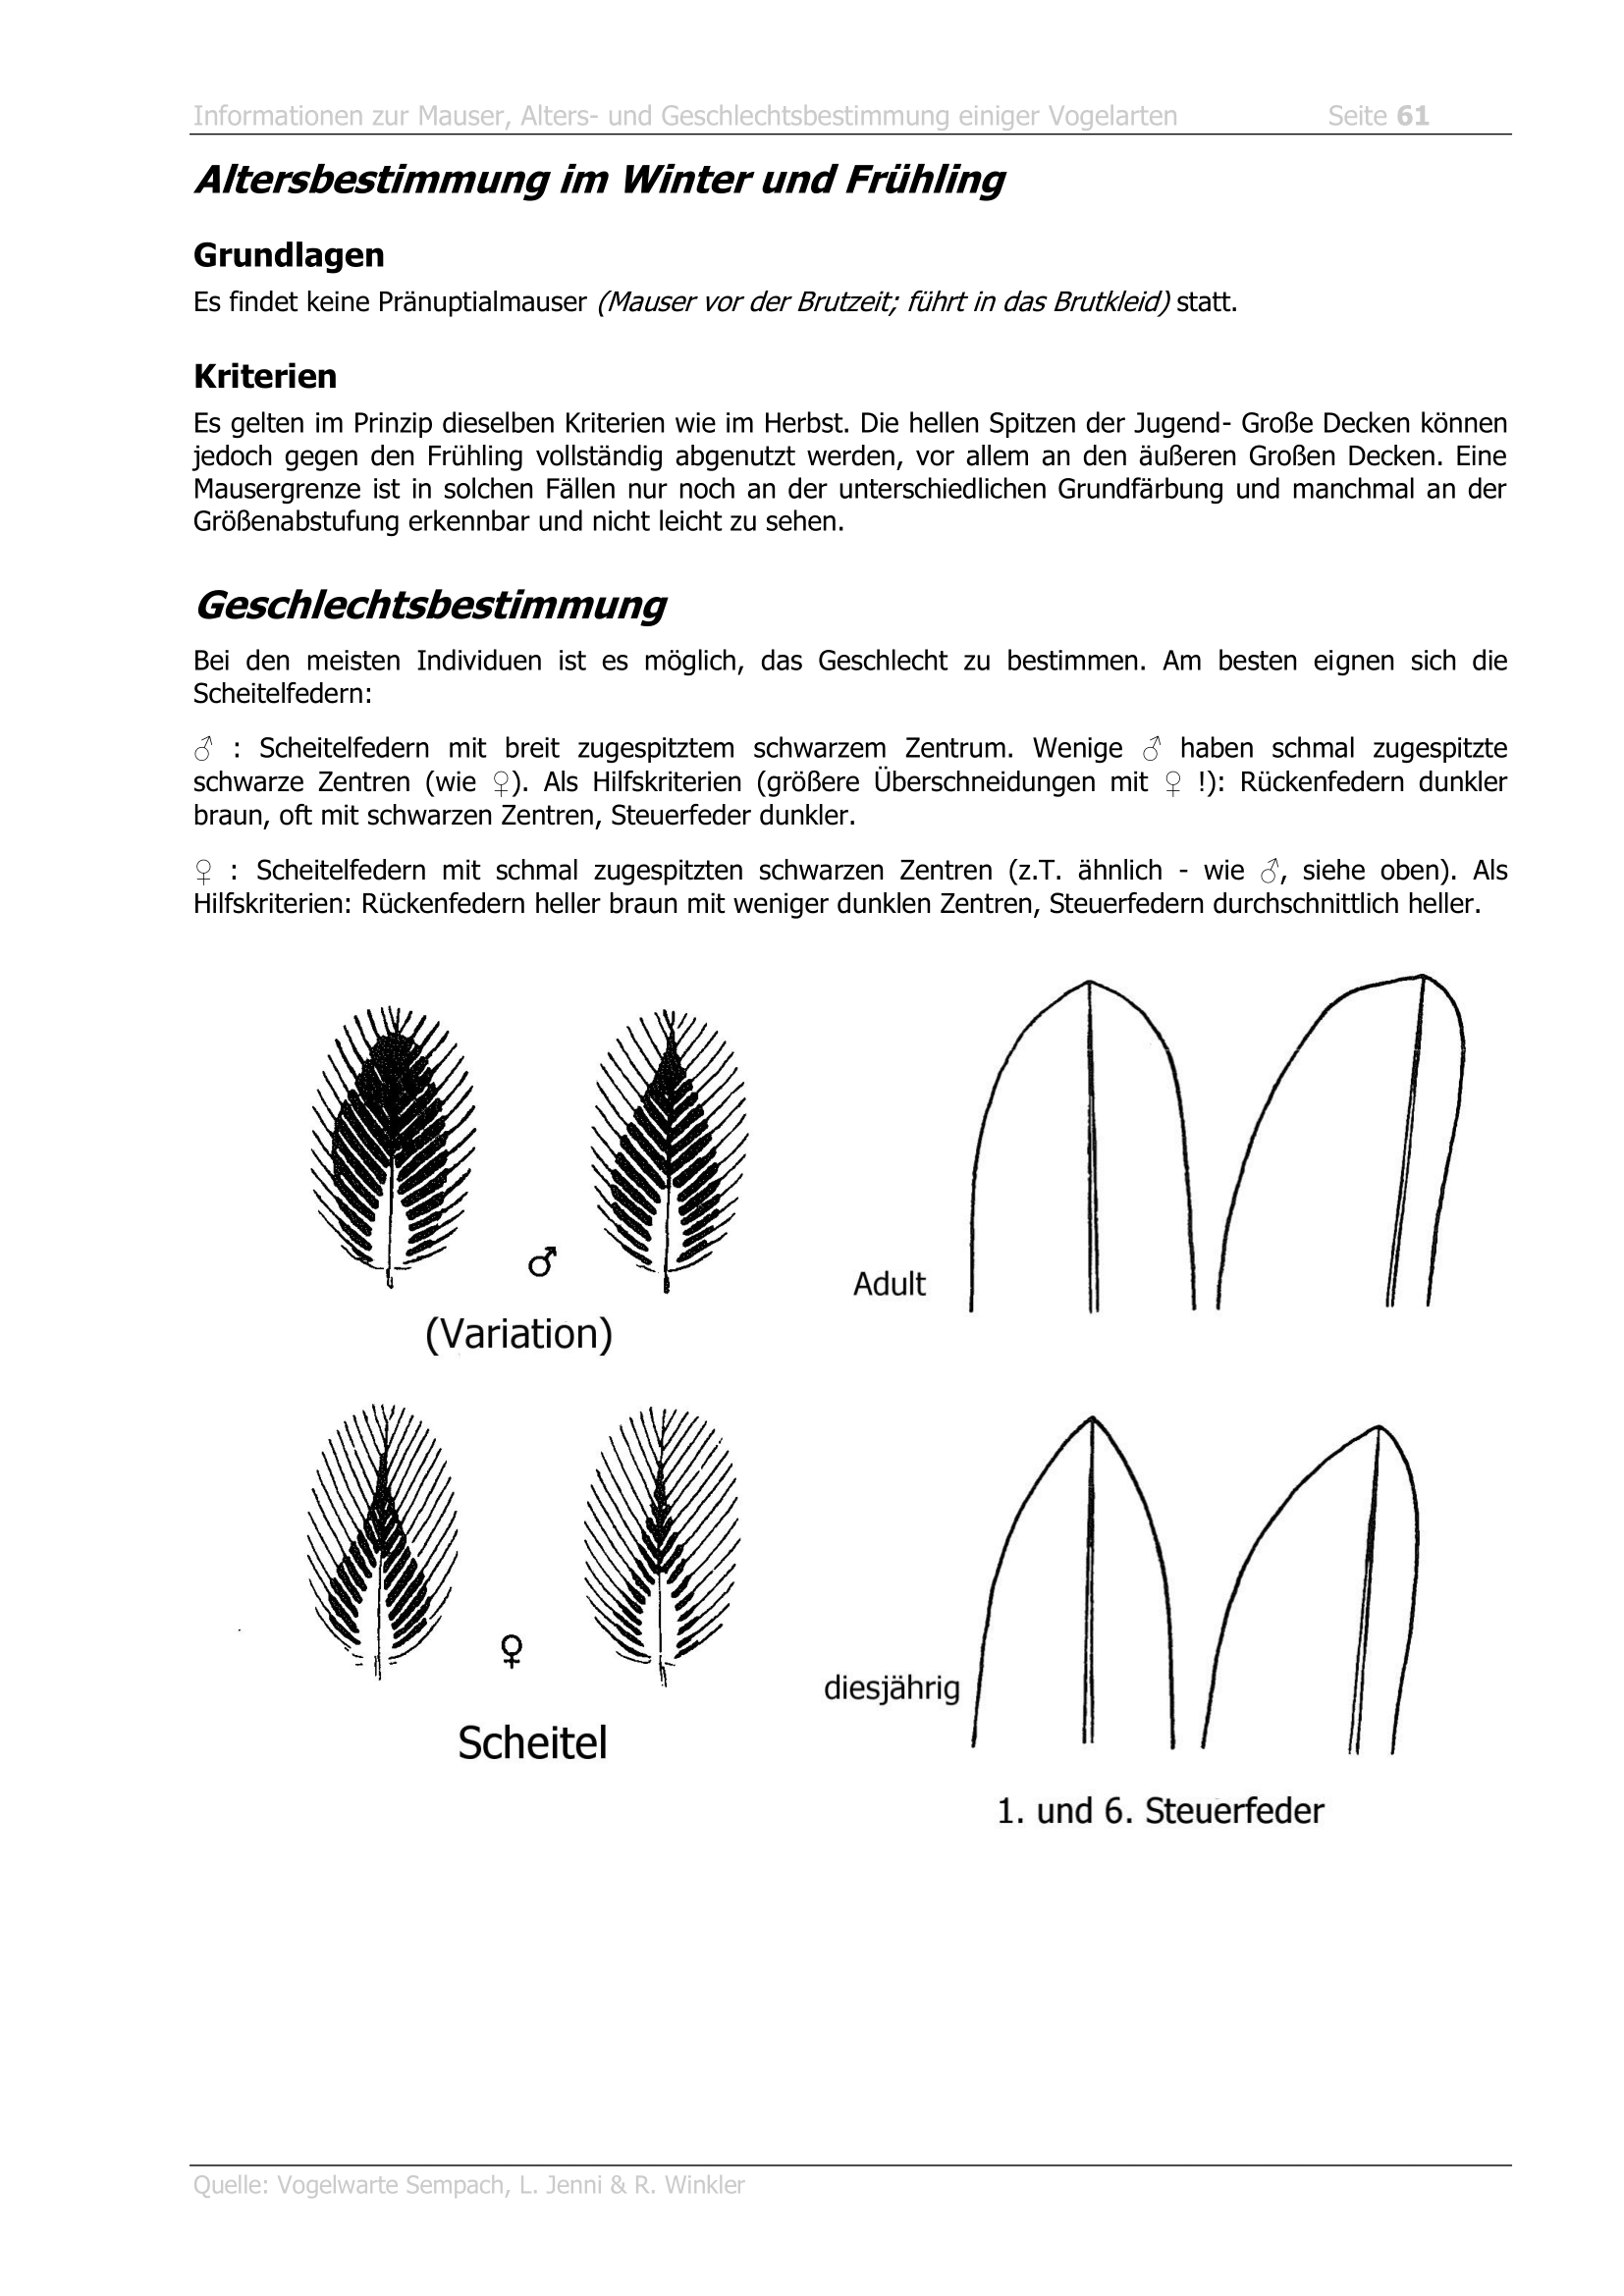 Informationen zur Mauser, Alters- und Geschlechtsbestimmung einiger Vogelarten Seite 61
Altersbestimmung im Winter und Frühling
Grundlagen
Es findet keine Pränuptialmauser (Mauser vor der Brutzeit; führt in das Brutkleid) statt.
Kriterien
Es gelten im Prinzip dieselben Kriterien wie im Herbst. Die hellen Spitzen der Jugend- Große Decken können
jedoch gegen den Frühling vollständig abgenutzt werden, vor allem an den äußeren Großen Decken. Eine
Mausergrenze ist in solchen Fällen nur noch an der unterschiedlichen Grundfärbung und manchmal an der
Größenabstufung erkennbar und nicht leicht zu sehen.
Geschlechtsbestimmung
Bei den meisten Individuen ist es möglich, das Geschlecht zu bestimmen. Am besten eignen sich die
Scheitelfedern:
♂ : Scheitelfedern mit breit zugespitztem schwarzem Zentrum. Wenige ♂ haben schmal zugespitzte
schwarze Zentren (wie ♀). Als Hilfskriterien (größere Überschneidungen mit ♀ !): Rückenfedern dunkler
braun, oft mit schwarzen Zentren, Steuerfeder dunkler.
♀ : Scheitelfedern mit schmal zugespitzten schwarzen Zentren (z.T. ähnlich - wie ♂, siehe oben). Als
Hilfskriterien: Rückenfedern heller braun mit weniger dunklen Zentren, Steuerfedern durchschnittlich heller.
♂
(Variation)
Adult
♀
Scheitel
diesjährig
1. und 6. Steuerfeder
Quelle: Vogelwarte Sempach, L. Jenni & R. Winkler